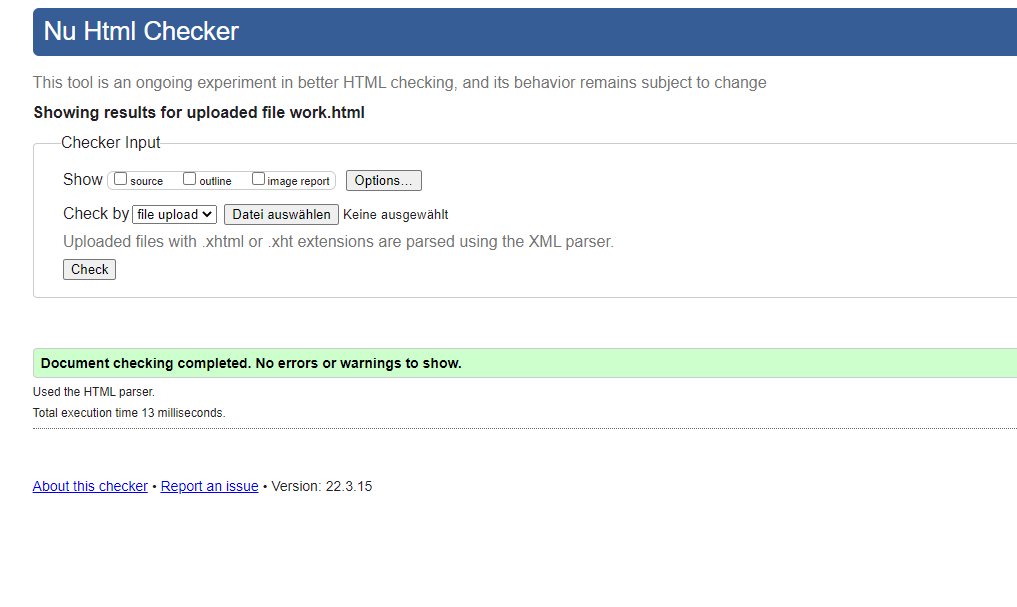 Nu Html Checker
This tool is an ongoing experiment in better HTML checking, and its behavior remains subject to change
Showing results for uploaded file work.html
Checker Input
Show source outline image report Options...
Check by file upload Datei auswählen Keine ausgewählt
Uploaded files with .xhtml or .xht extensions are parsed using the XML parser.
Check
Document checking completed. No errors or warnings to show.
Used the HTML parser.
Total execution time 13 milliseconds.
About this checker • Report an issue • Version: 22.3.15